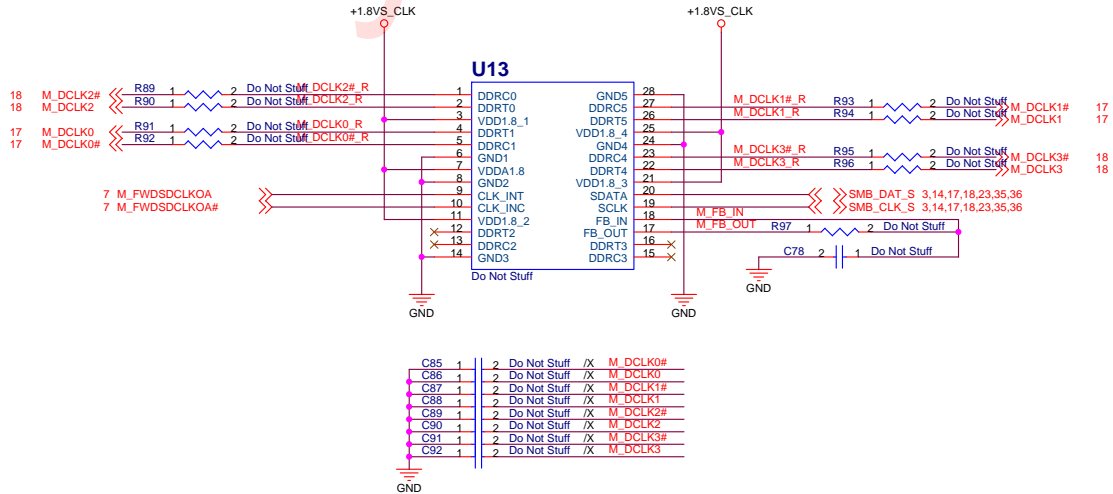 +1.8VS_CLK +1.8VS_CLK
U13
18 M_DCLK2# R89 1 2 Do Not Stuff M_DCLK2#_R 1 DDRC0 GND5 28
18 M_DCLK2 R90 1 2 Do Not Stuff M_DCLK2_R 2 DDRT0 DDRC5 27 M_DCLK1#_R R93 1 2 Do Not Stuff M_DCLK1# 17
3 VDD1.8_1 DDRT5 26 M_DCLK1_R R94 1 2 Do Not Stuff M_DCLK1 17
17 M_DCLK0 R91 1 2 Do Not Stuff M_DCLK0_R 4 DDRT1 VDD1.8_4 25
17 M_DCLK0# R92 1 2 Do Not Stuff M_DCLK0#_R 5 DDRC1 GND4 24
6 GND1 DDRC4 23 M_DCLK3#_R R95 1 2 Do Not Stuff M_DCLK3# 18
7 VDDA1.8 DDRT4 22 M_DCLK3_R R96 1 2 Do Not Stuff M_DCLK3 18
8 GND2 VDD1.8_3 21
7 M_FWDSDCLKOA 9 CLK_INT SDATA 20 SMB_DAT_S 3,14,17,18,23,35,36
7 M_FWDSDCLKOA# 10 CLK_INC SCLK 19 SMB_CLK_S 3,14,17,18,23,35,36
11 VDD1.8_2 FB_IN 18 M_FB_IN
12 DDRT2 FB_OUT 17 M_FB_OUT R97 1 2 Do Not Stuff
13 DDRC2 DDRT3 16
14 GND3 DDRC3 15 C78 2 1 Do Not Stuff
Do Not Stuff
GND GND GND
C85 1 2 Do Not Stuff /X M_DCLK0#
C86 1 2 Do Not Stuff /X M_DCLK0
C87 1 2 Do Not Stuff /X M_DCLK1#
C88 1 2 Do Not Stuff /X M_DCLK1
C89 1 2 Do Not Stuff /X M_DCLK2#
C90 1 2 Do Not Stuff /X M_DCLK2
C91 1 2 Do Not Stuff /X M_DCLK3#
C92 1 2 Do Not Stuff /X M_DCLK3
GND